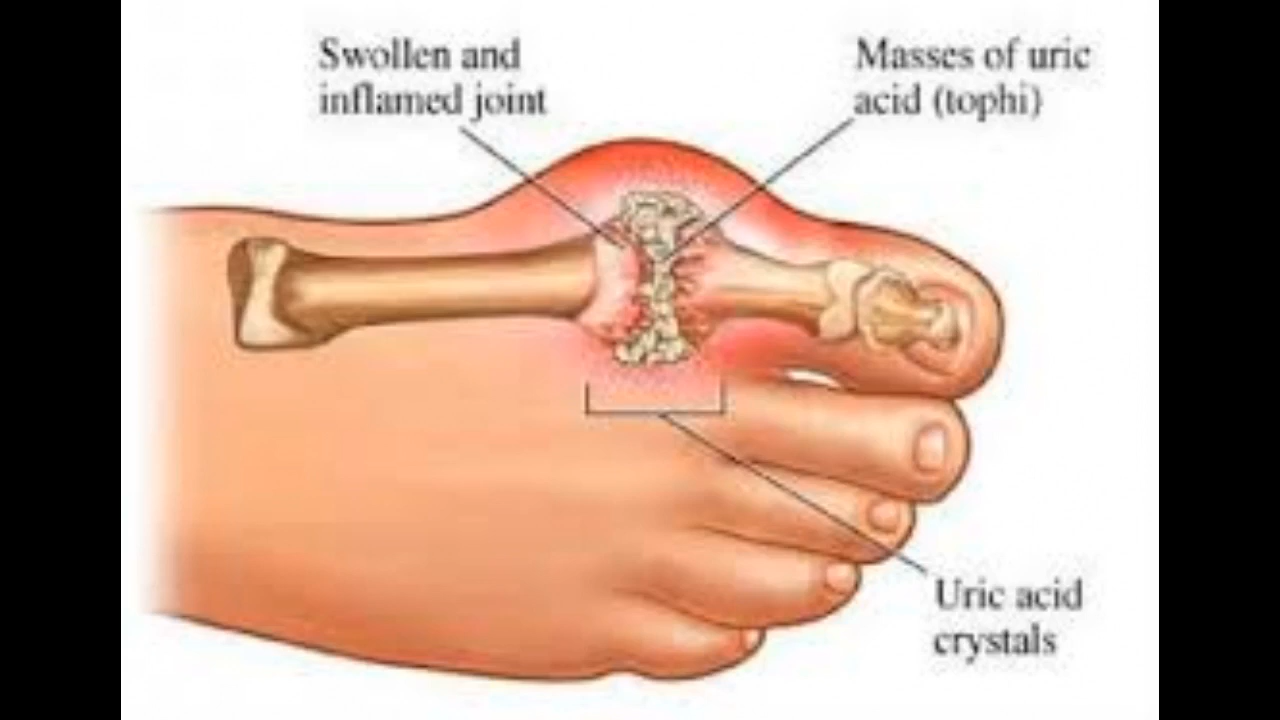 Swollen and
inflamed joint
Masses of uric
acid (tophi)
Uric acid
crystals